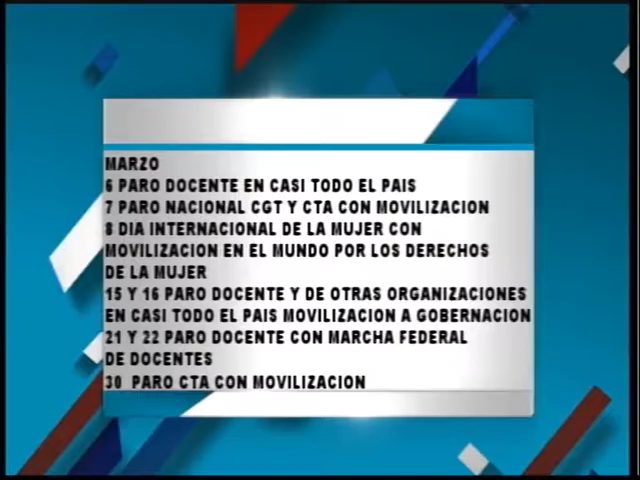 MARZO
6 PARO DOCENTE EN CASI TODO EL PAIS
7 PARO NACIONAL CGT Y CTA CON MOVILIZACION
8 DIA INTERNACIONAL DE LA MUJER CON
MOVILIZACION EN EL MUNDO POR LOS DERECHOS
DE LA MUJER
15 Y 16 PARO DOCENTE Y DE OTRAS ORGANIZACIONES
EN CASI TODO EL PAIS MOVILIZACION A GOBERNACION
21 Y 22 PARO DOCENTE CON MARCHA FEDERAL
DE DOCENTES
30 PARO CTA CON MOVILIZACION